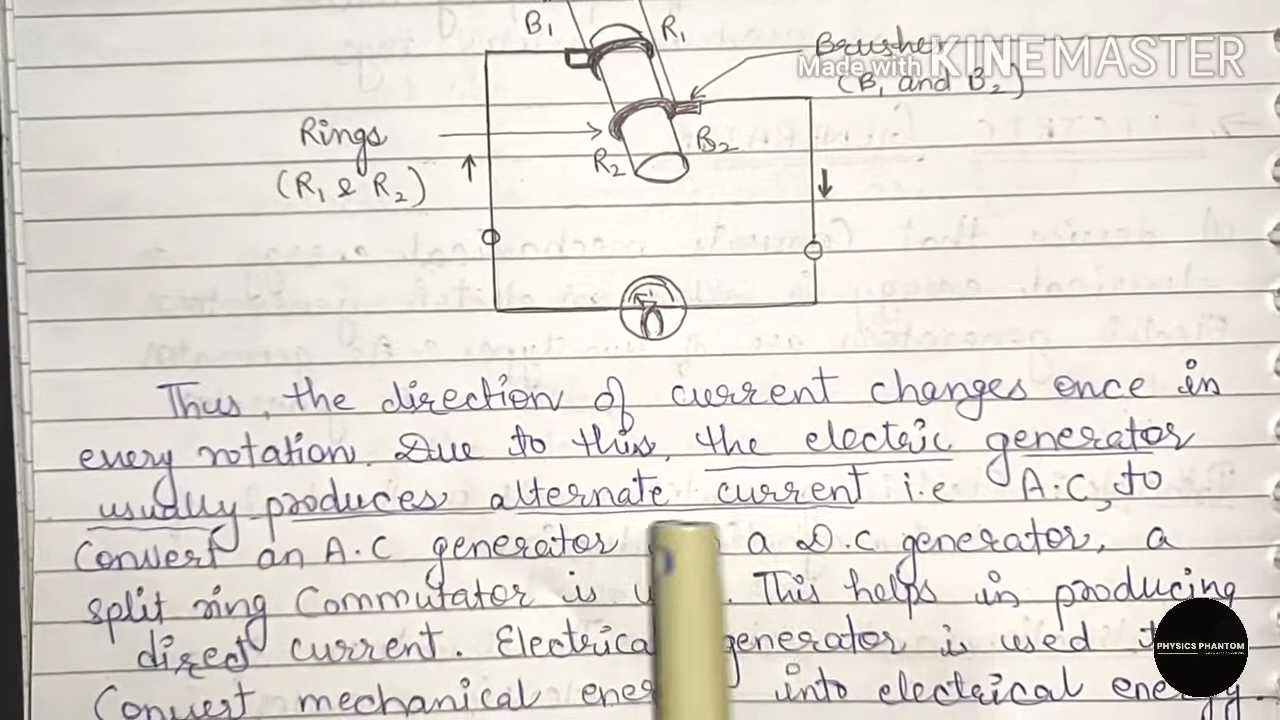 B1
R1
Brushes
Made with KINEMASTER
(B1 and B2)
Rings
(R1 & R2)
R2
B2
Thus, the direction of current changes once in
every rotation. Due to this, the electric generator
usually produces alternate current i.e A.C, to
Convert an A.C generator a D.C generator, a
split ring Commutator is This helps in producing
direct current. Electrical generator is used
Convert mechanical into electrical energy.
PHYSICS PHANTOM